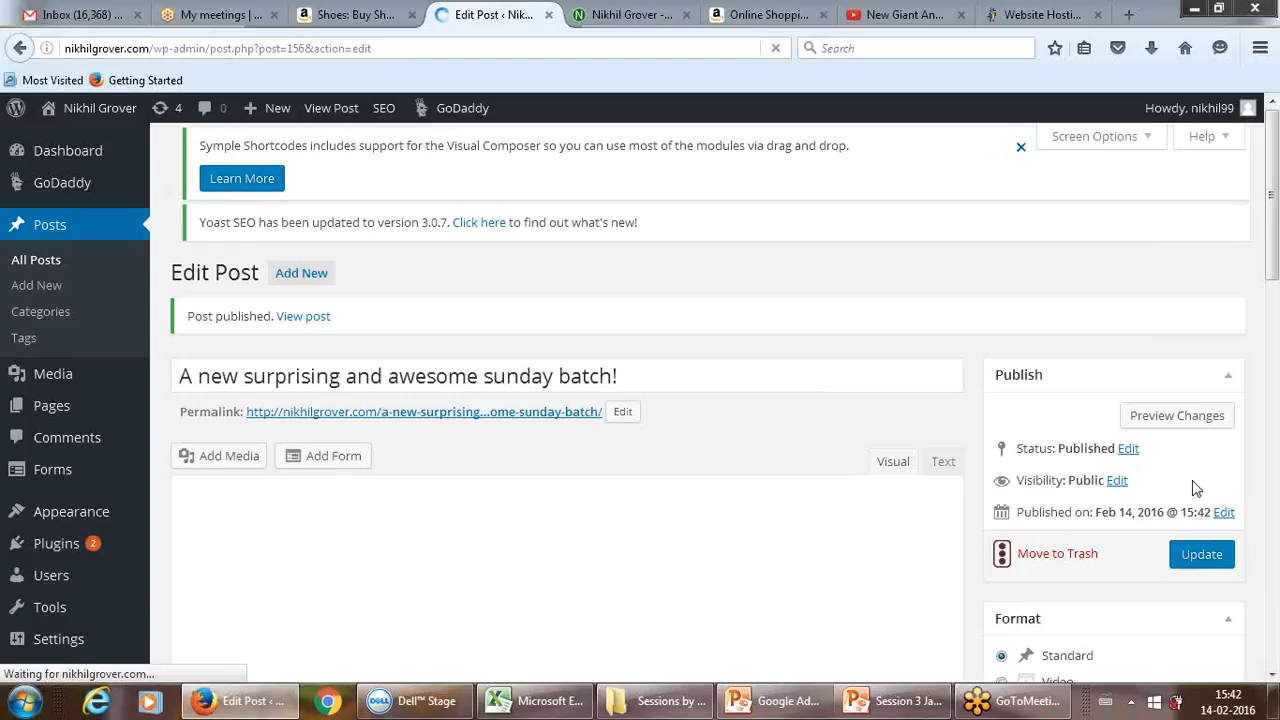 Inbox (16,368)
My meetings |
Shoes: Buy Sh...
Edit Post ‹ Nik...
Nikhil Grover -...
Online Shoppi...
New Giant An...
Website Hosti...
nikhilgrover.com/wp-admin/post.php?post=156&action=edit
Search
Most Visited
Getting Started
Nikhil Grover
4
0
New
View Post
SEO
GoDaddy
Howdy, nikhil99
Dashboard
GoDaddy
Posts
All Posts
Add New
Categories
Tags
Media
Pages
Comments
Forms
Appearance
Plugins 2
Users
Tools
Settings
Screen Options
Help
Symple Shortcodes includes support for the Visual Composer so you can use most of the modules via drag and drop.
Learn More
Yoast SEO has been updated to version 3.0.7. Click here to find out what's new!
Edit Post
Add New
Post published. View post
A new surprising and awesome sunday batch!
Permalink: http://nikhilgrover.com/a-new-surprising...ome-sunday-batch/ Edit
Add Media
Add Form
Visual
Text
Publish
Preview Changes
Status: Published Edit
Visibility: Public Edit
Published on: Feb 14, 2016 @ 15:42 Edit
Move to Trash
Update
Format
Standard
Video
Waiting for nikhilgrover.com...
Edit Post ‹ ...
DELL
Dell™ Stage
Microsoft E...
Sessions by ...
Google Ad...
Session 3 Ja...
GoToMeeti...
15:42
14-02-2016